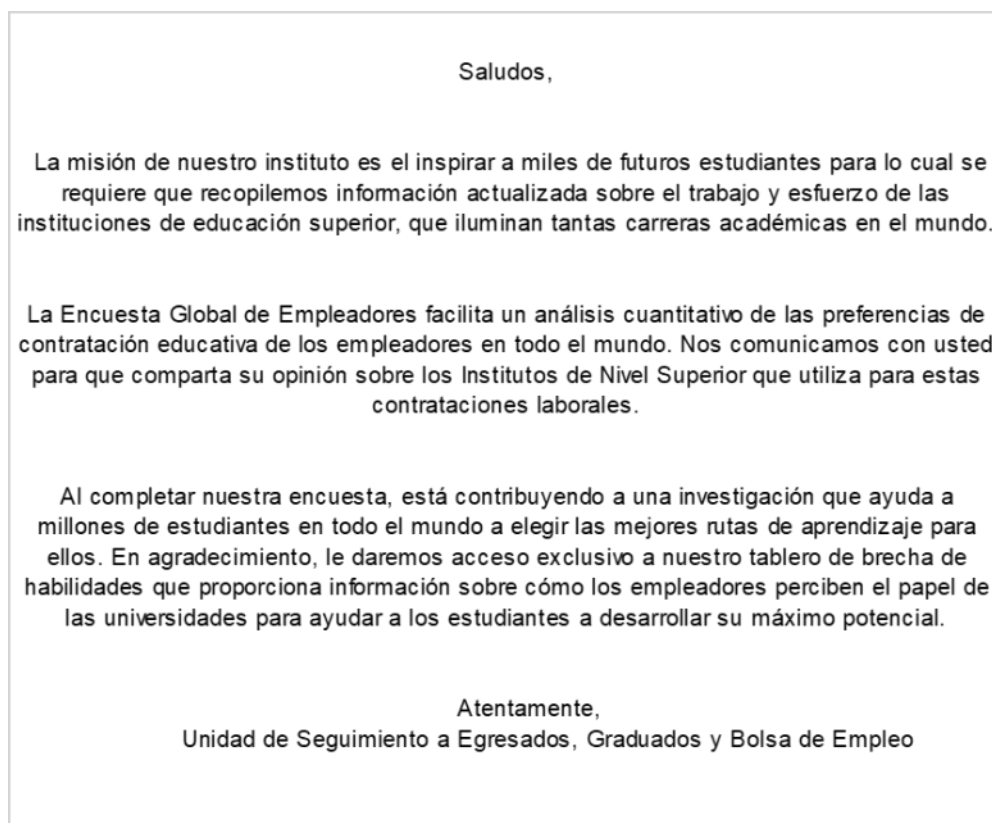 Saludos,
La misión de nuestro instituto es el inspirar a miles de futuros estudiantes para lo cual se
requiere que recopilemos información actualizada sobre el trabajo y esfuerzo de las
instituciones de educación superior, que iluminan tantas carreras académicas en el mundo.
La Encuesta Global de Empleadores facilita un análisis cuantitativo de las preferencias de
contratación educativa de los empleadores en todo el mundo. Nos comunicamos con usted
para que comparta su opinión sobre los Institutos de Nivel Superior que utiliza para estas
contrataciones laborales.
Al completar nuestra encuesta, está contribuyendo a una investigación que ayuda a
millones de estudiantes en todo el mundo a elegir las mejores rutas de aprendizaje para
ellos. En agradecimiento, le daremos acceso exclusivo a nuestro tablero de brecha de
habilidades que proporciona información sobre cómo los empleadores perciben el papel de
las universidades para ayudar a los estudiantes a desarrollar su máximo potencial.
Atentamente,
Unidad de Seguimiento a Egresados, Graduados y Bolsa de Empleo